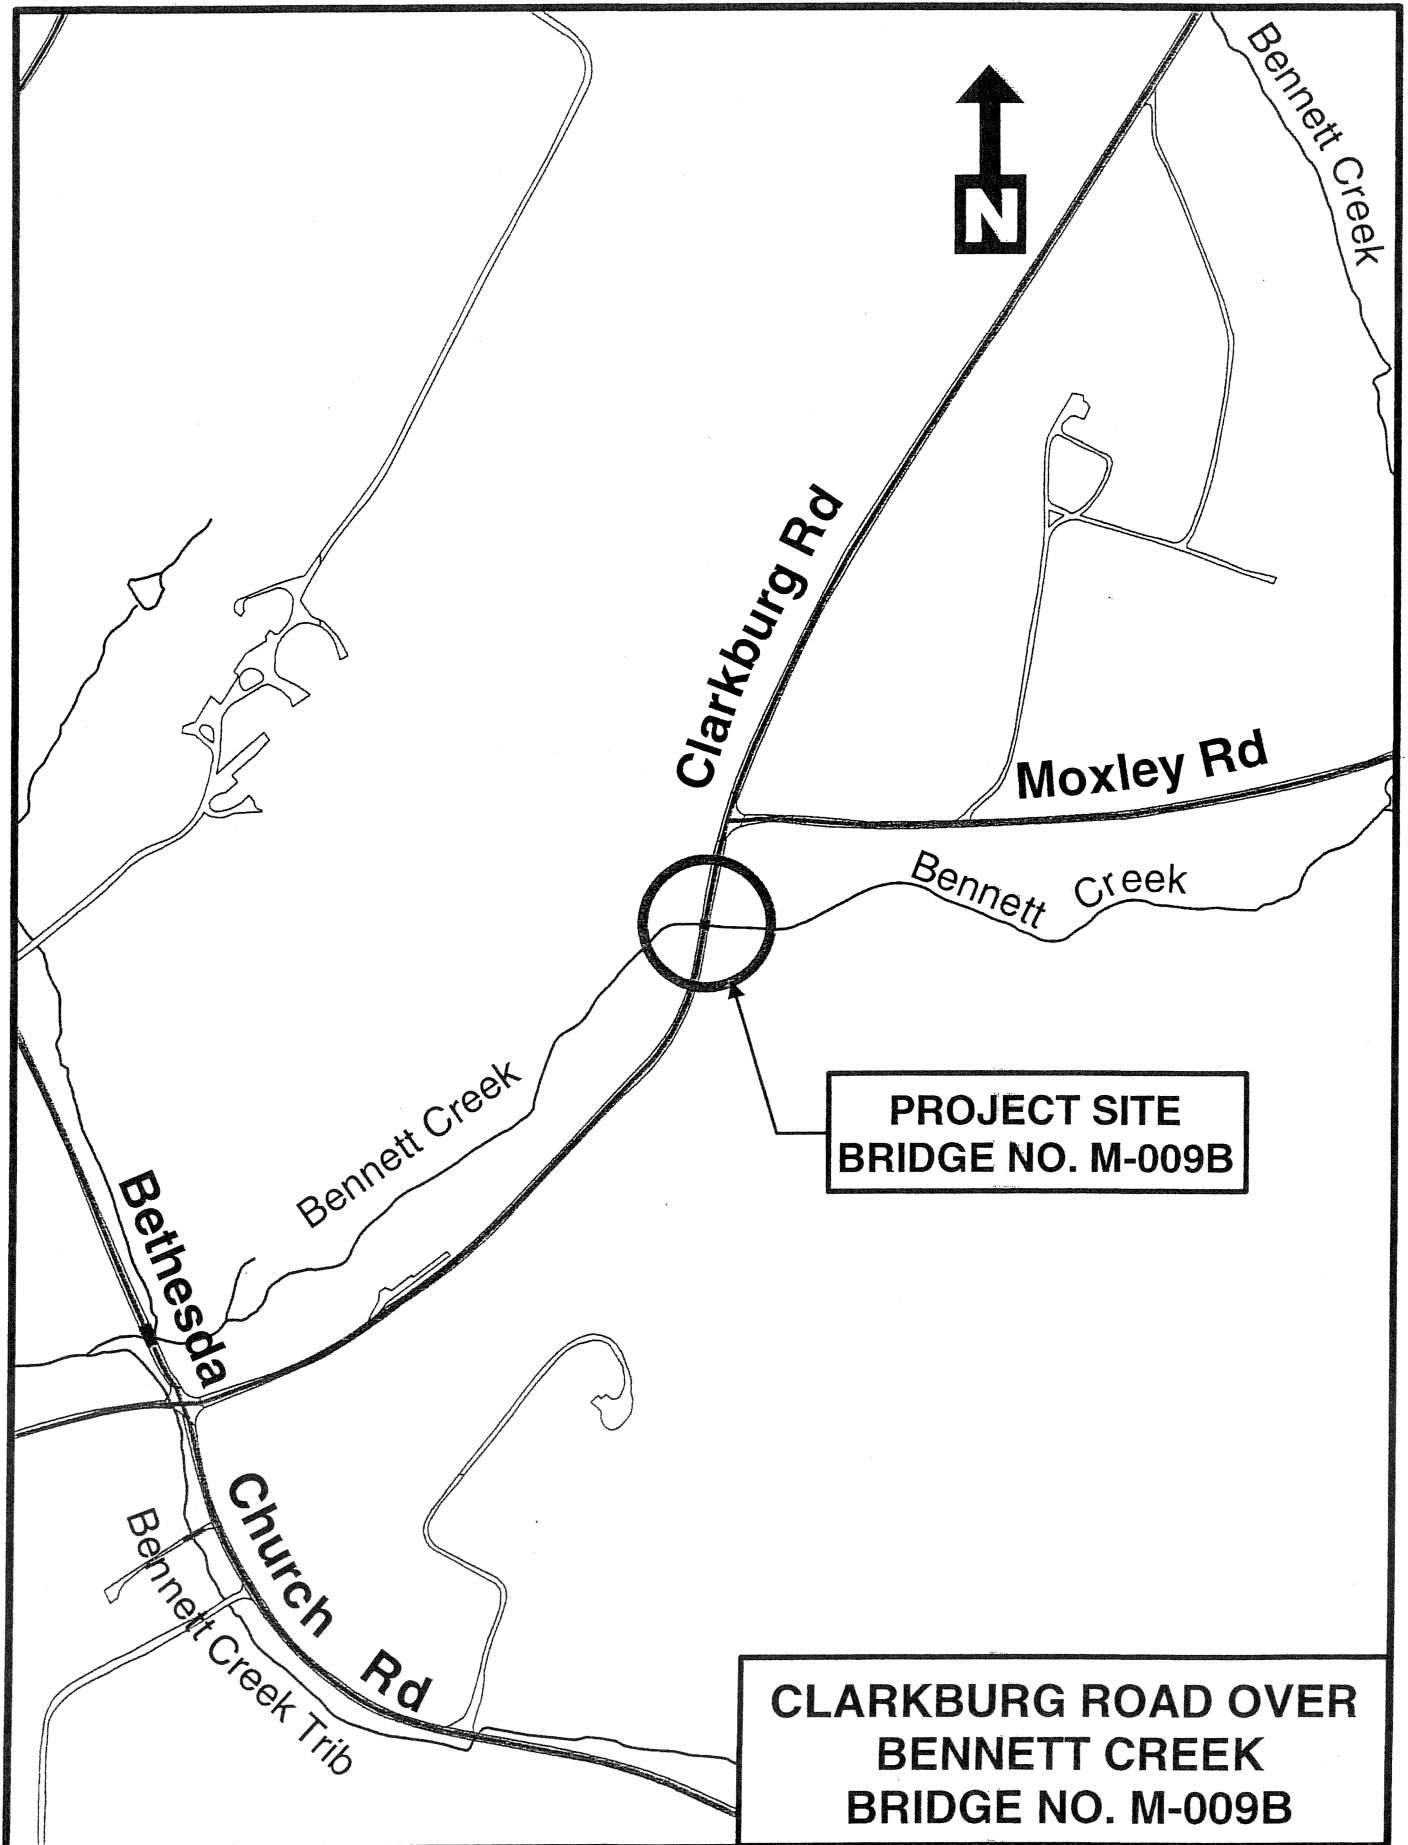 Bennett Creek
N
Clarkburg Rd
Moxley Rd
Bennett Creek
PROJECT SITE
BRIDGE NO. M-009B
Bennett Creek
Bethesda
Church Rd
Bennett Creek Trib
CLARKBURG ROAD OVER
BENNETT CREEK
BRIDGE NO. M-009B